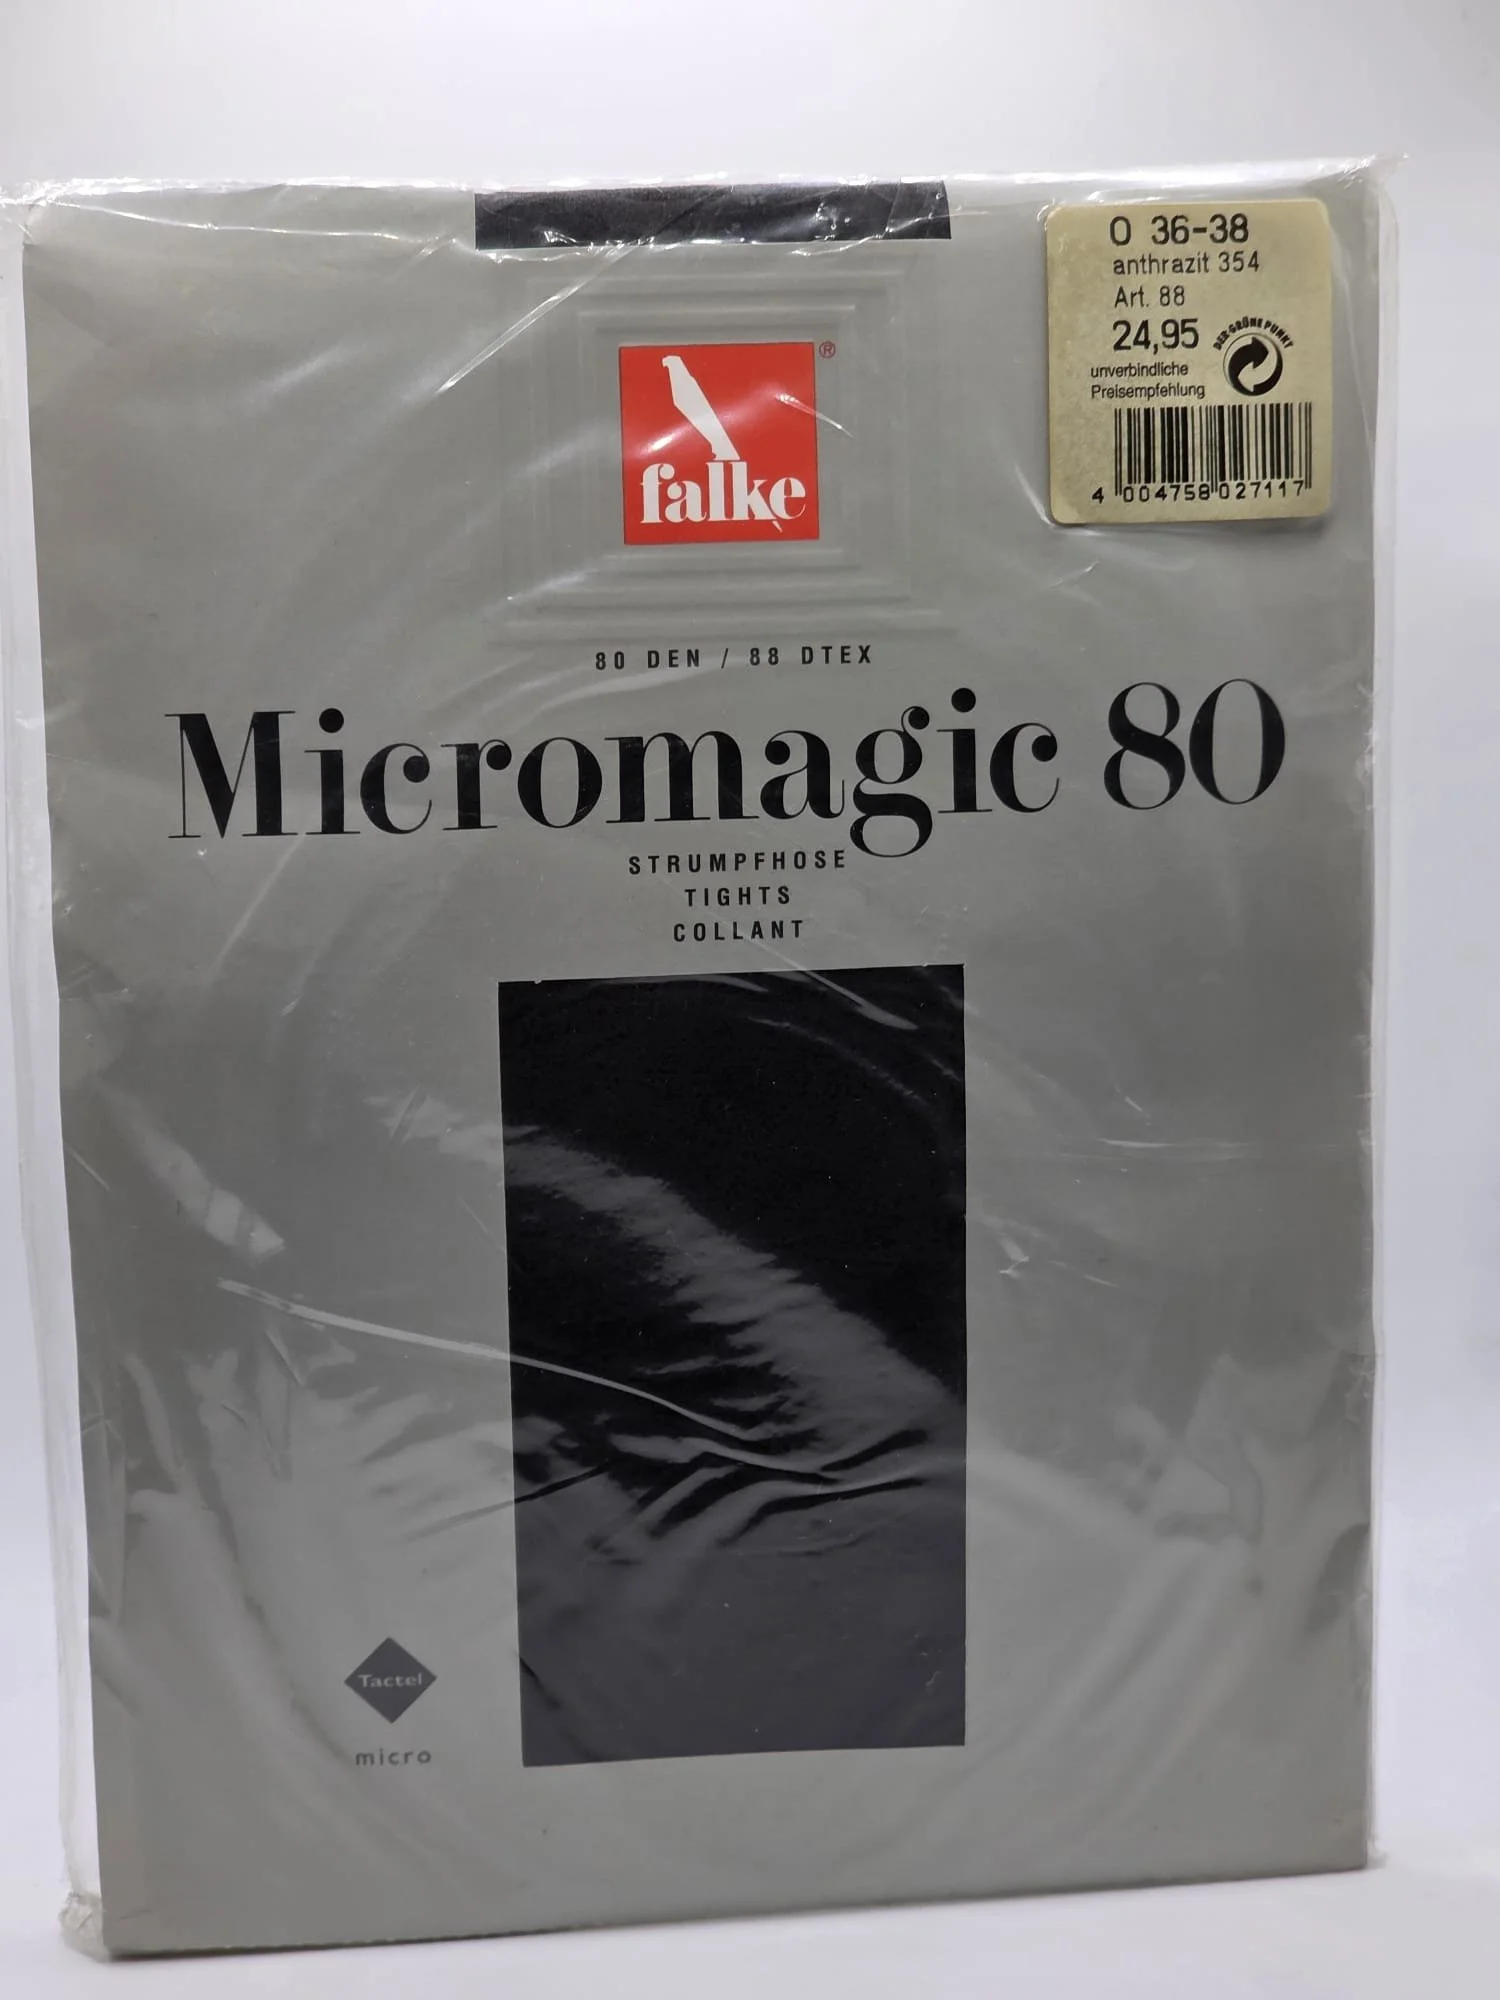 O 36-38
anthrazit 354
Art. 88
24,95
DER GRÜNE PUNKT
unverbindliche
Preisempfehlung
4 004758 027117
®
falke
80 DEN / 88 DTEX
Micromagic 80
STRUMPFHOSE
TIGHTS
COLLANT
Tactel
micro